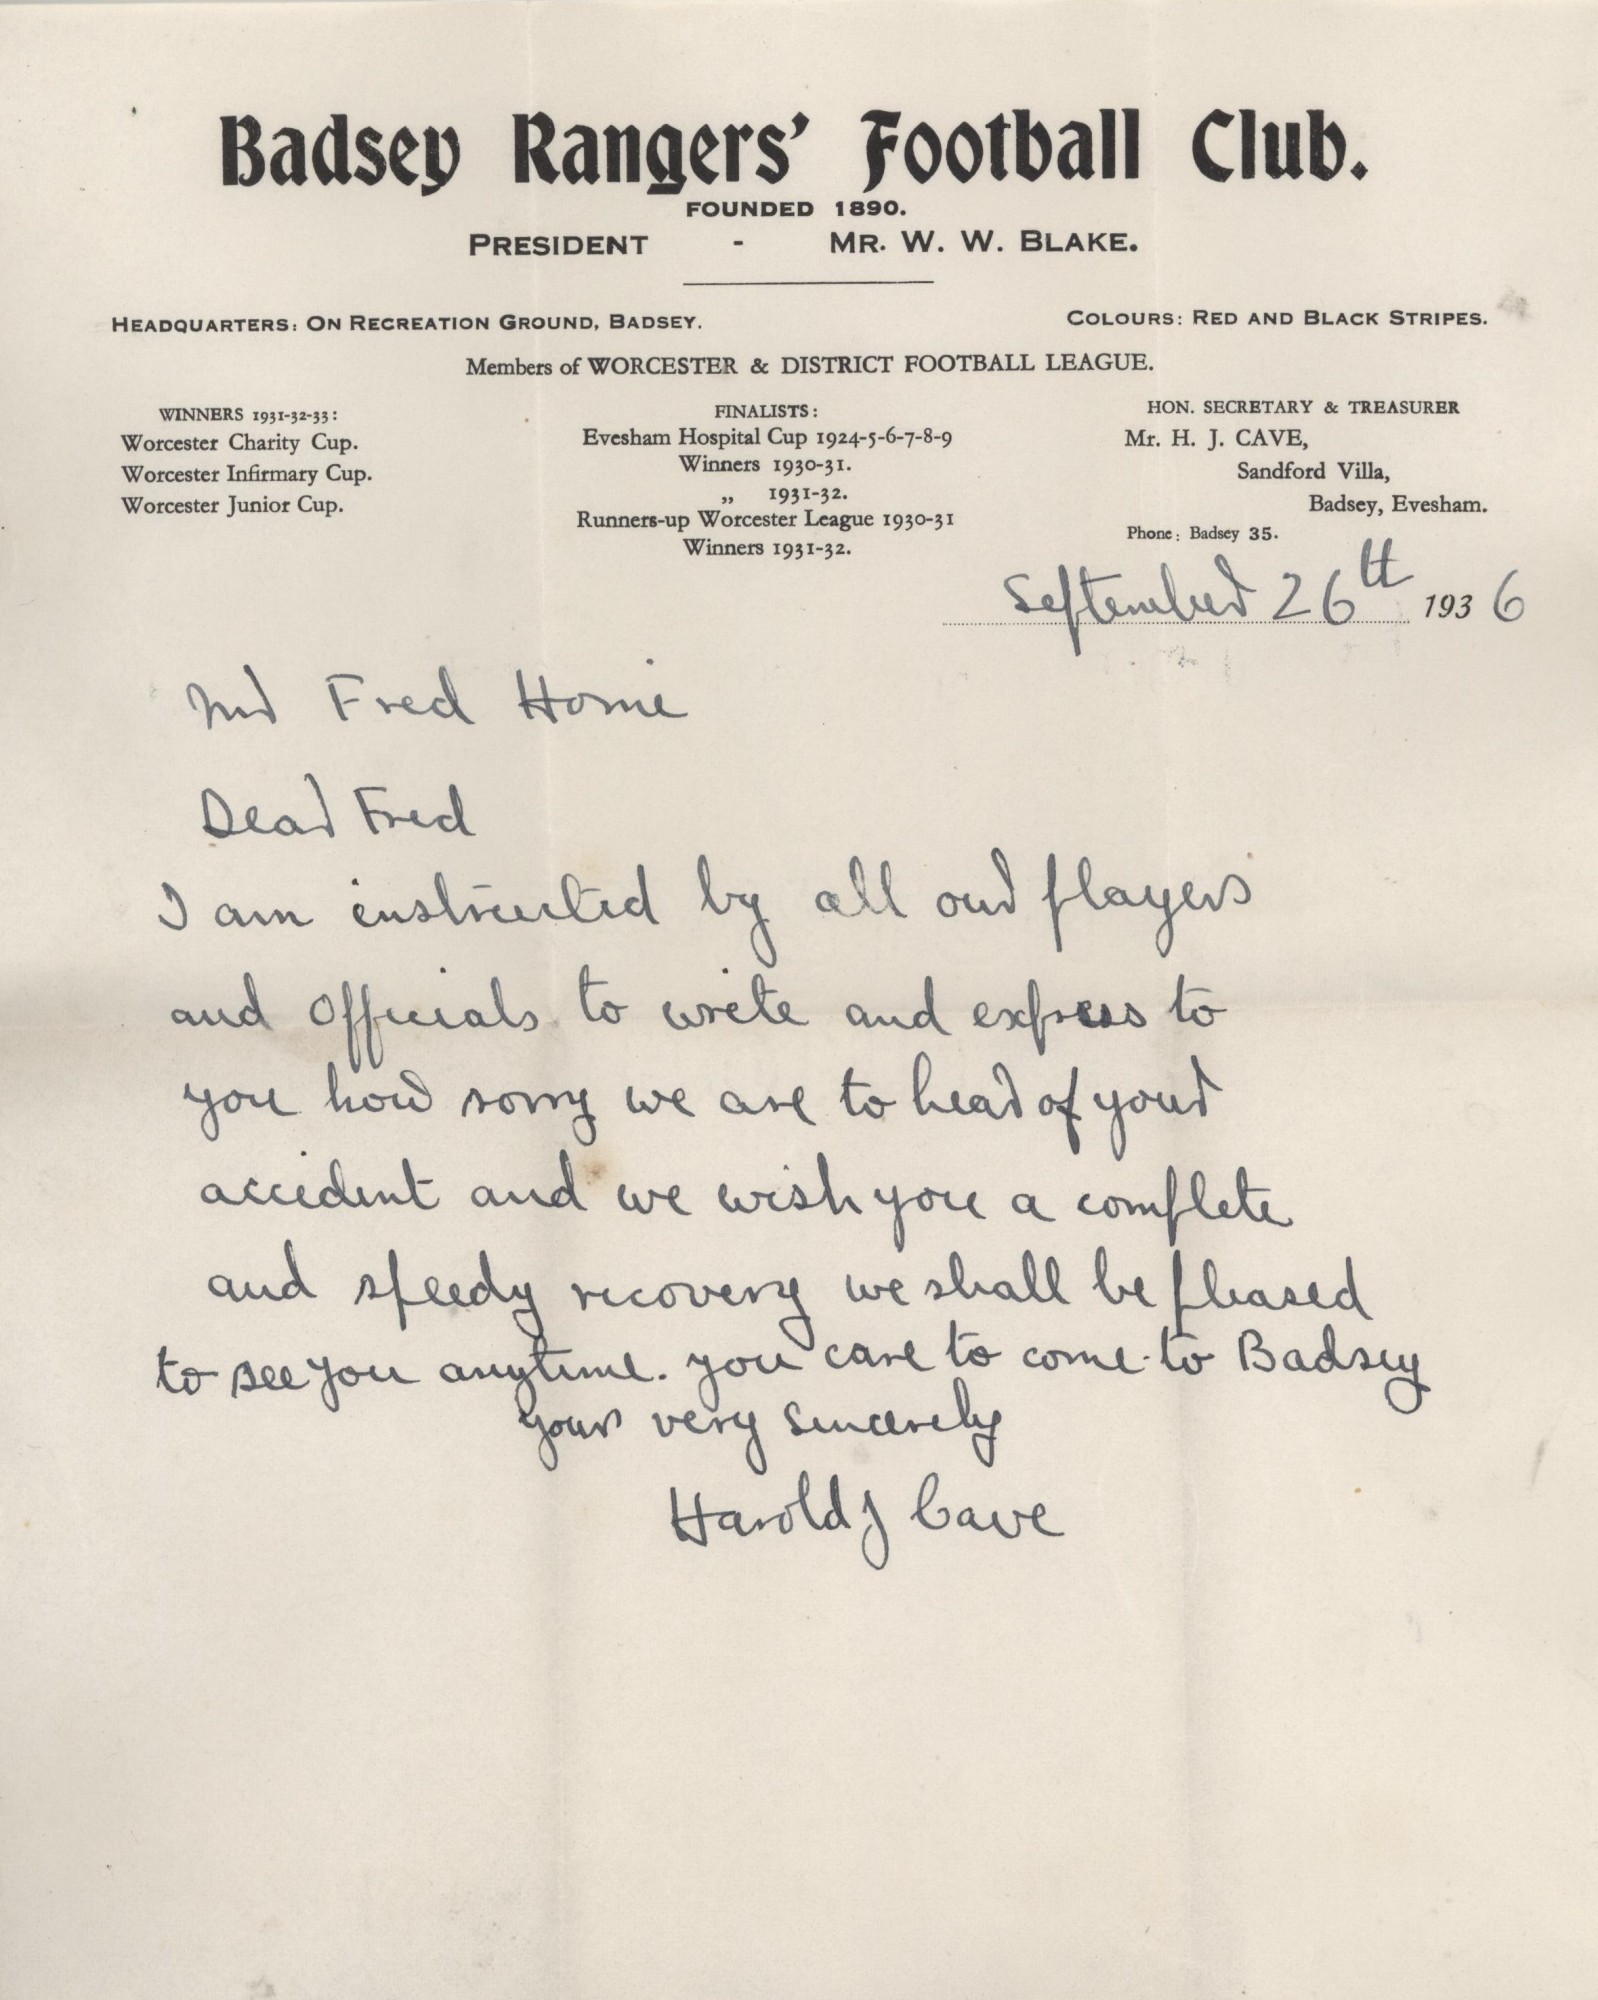 Badsey Rangers' Football Club.
FOUNDED 1890.
PRESIDENT - MR. W. W. BLAKE.
HEADQUARTERS: ON RECREATION GROUND, BADSEY.
COLOURS: RED AND BLACK STRIPES.
Members of WORCESTER & DISTRICT FOOTBALL LEAGUE.
WINNERS 1931-32-33:
Worcester Charity Cup.
Worcester Infirmary Cup.
Worcester Junior Cup.
FINALISTS:
Evesham Hospital Cup 1924-5-6-7-8-9
Winners 1930-31.
„ 1931-32.
Runners-up Worcester League 1930-31
Winners 1931-32.
HON. SECRETARY & TREASURER
Mr. H. J. CAVE,
Sandford Villa,
Badsey, Evesham.
Phone: Badsey 35.
September 26th 1936
Mr Fred Horne
Dear Fred
I am instructed by all our players
and Officials to write and express to
you how sorry we are to hear of your
accident and we wish you a complete
and speedy recovery we shall be pleased
to see you anytime. you care to come to Badsey
yours very sincerely
Harold J Cave